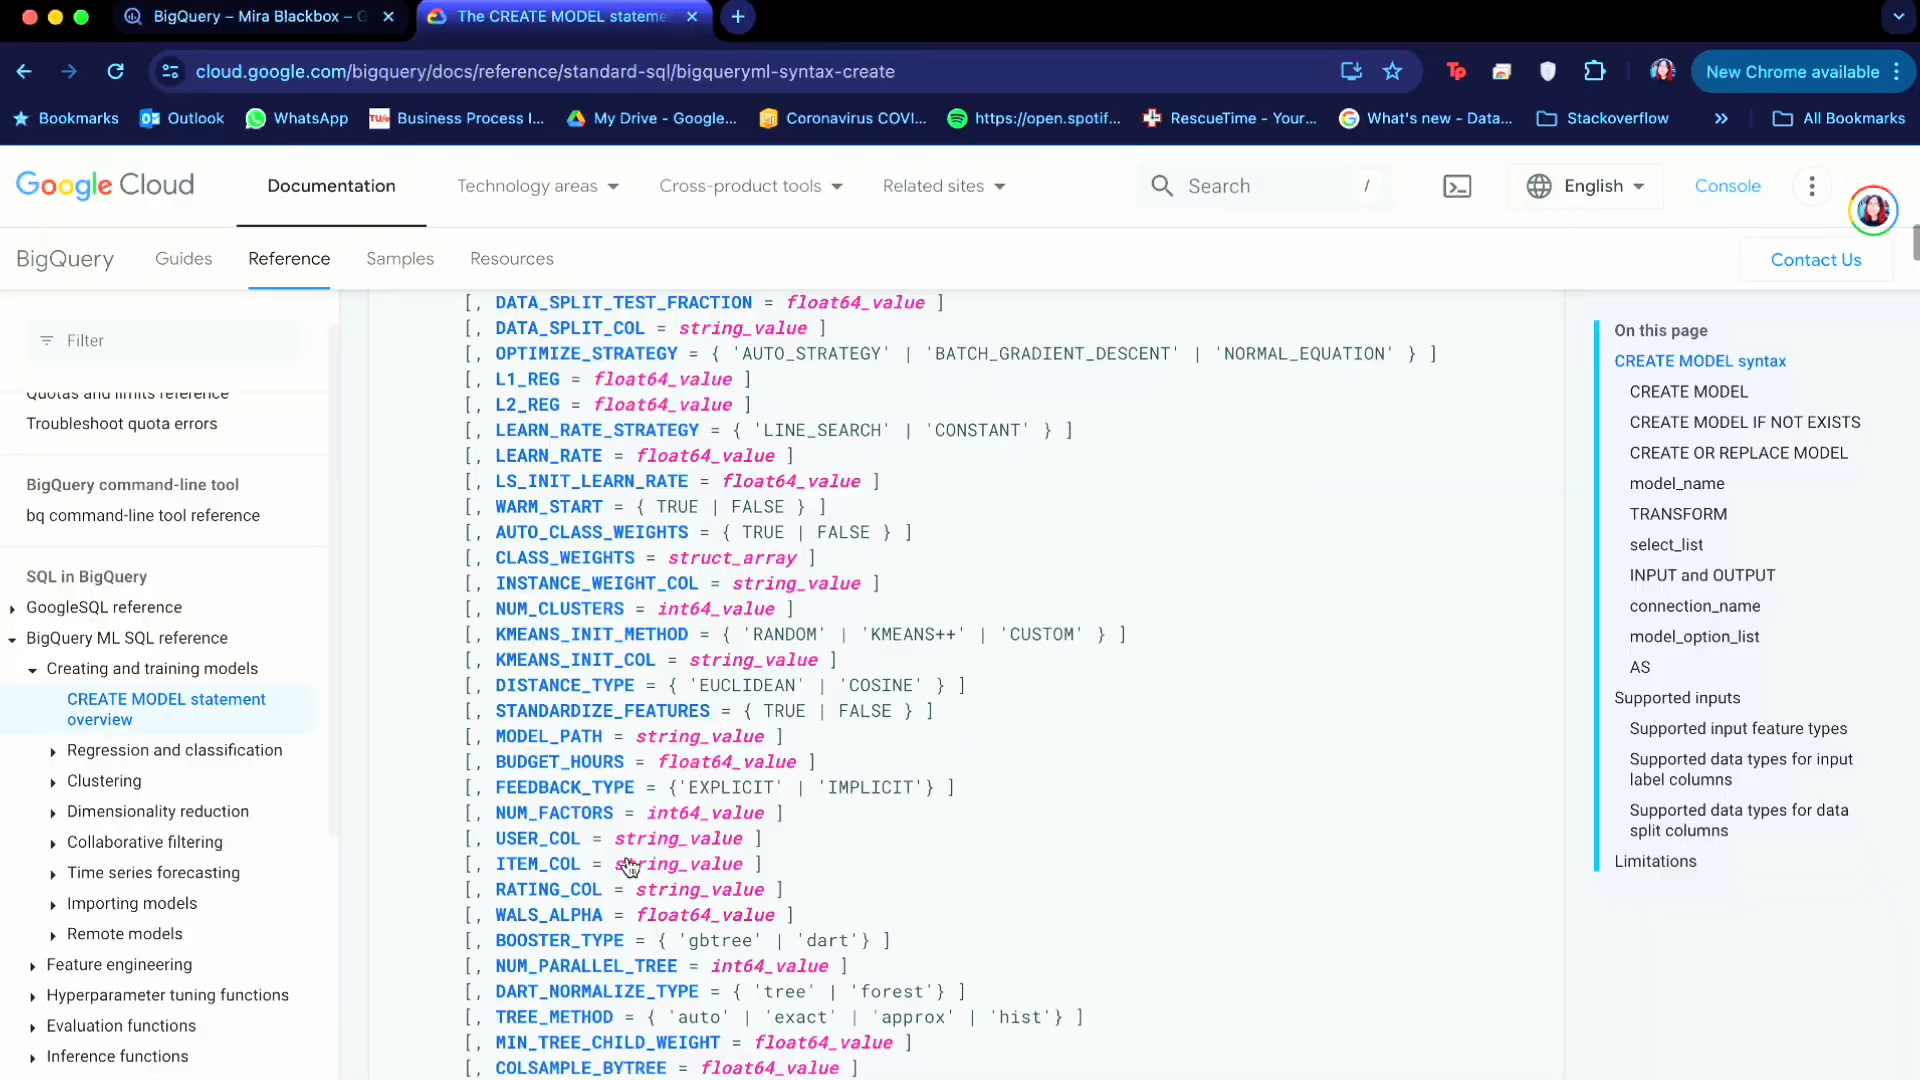 BigQuery – Mira Blackbox – G
The CREATE MODEL stateme
cloud.google.com/bigquery/docs/reference/standard-sql/bigqueryml-syntax-create
New Chrome available
Bookmarks
Outlook
WhatsApp
TU/e
Business Process I...
My Drive - Google...
Coronavirus COVI...
https://open.spotif...
RescueTime - Your...
What's new - Data...
Stackoverflow
All Bookmarks
Google Cloud
Documentation
Technology areas
Cross-product tools
Related sites
Search
/
English
Console
BigQuery
Guides
Reference
Samples
Resources
Contact Us
Filter
Quotas and limits reference
Troubleshoot quota errors
BigQuery command-line tool
bq command-line tool reference
SQL in BigQuery
GoogleSQL reference
BigQuery ML SQL reference
Creating and training models
CREATE MODEL statement
overview
Regression and classification
Clustering
Dimensionality reduction
Collaborative filtering
Time series forecasting
Importing models
Remote models
Feature engineering
Hyperparameter tuning functions
Evaluation functions
Inference functions
[, DATA_SPLIT_TEST_FRACTION = float64_value ]
[, DATA_SPLIT_COL = string_value ]
[, OPTIMIZE_STRATEGY = { 'AUTO_STRATEGY' | 'BATCH_GRADIENT_DESCENT' | 'NORMAL_EQUATION' } ]
[, L1_REG = float64_value ]
[, L2_REG = float64_value ]
[, LEARN_RATE_STRATEGY = { 'LINE_SEARCH' | 'CONSTANT' } ]
[, LEARN_RATE = float64_value ]
[, LS_INIT_LEARN_RATE = float64_value ]
[, WARM_START = { TRUE | FALSE } ]
[, AUTO_CLASS_WEIGHTS = { TRUE | FALSE } ]
[, CLASS_WEIGHTS = struct_array ]
[, INSTANCE_WEIGHT_COL = string_value ]
[, NUM_CLUSTERS = int64_value ]
[, KMEANS_INIT_METHOD = { 'RANDOM' | 'KMEANS++' | 'CUSTOM' } ]
[, KMEANS_INIT_COL = string_value ]
[, DISTANCE_TYPE = { 'EUCLIDEAN' | 'COSINE' } ]
[, STANDARDIZE_FEATURES = { TRUE | FALSE } ]
[, MODEL_PATH = string_value ]
[, BUDGET_HOURS = float64_value ]
[, FEEDBACK_TYPE = {'EXPLICIT' | 'IMPLICIT'} ]
[, NUM_FACTORS = int64_value ]
[, USER_COL = string_value ]
[, ITEM_COL = string_value ]
[, RATING_COL = string_value ]
[, WALS_ALPHA = float64_value ]
[, BOOSTER_TYPE = { 'gbtree' | 'dart'} ]
[, NUM_PARALLEL_TREE = int64_value ]
[, DART_NORMALIZE_TYPE = { 'tree' | 'forest'} ]
[, TREE_METHOD = { 'auto' | 'exact' | 'approx' | 'hist'} ]
[, MIN_TREE_CHILD_WEIGHT = float64_value ]
[, COLSAMPLE_BYTREE = float64_value ]
On this page
CREATE MODEL syntax
CREATE MODEL
CREATE MODEL IF NOT EXISTS
CREATE OR REPLACE MODEL
model_name
TRANSFORM
select_list
INPUT and OUTPUT
connection_name
model_option_list
AS
Supported inputs
Supported input feature types
Supported data types for input
label columns
Supported data types for data
split columns
Limitations